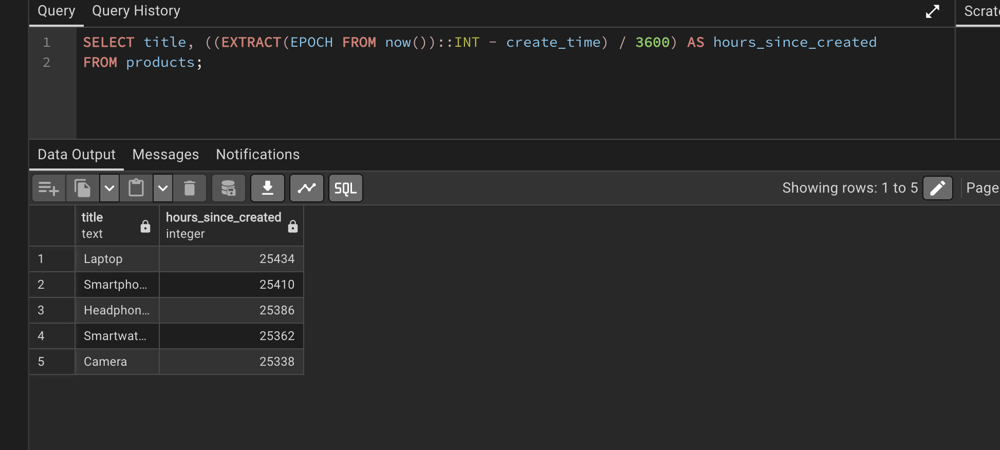 Query Query History Scrat
1 SELECT title, ((EXTRACT(EPOCH FROM now())::INT - create_time) / 3600) AS hours_since_created
2 FROM products;
Data Output Messages Notifications
SQL Showing rows: 1 to 5 Page
title hours_since_created
text integer
1 Laptop 25434
2 Smartpho… 25410
3 Headphon… 25386
4 Smartwat… 25362
5 Camera 25338